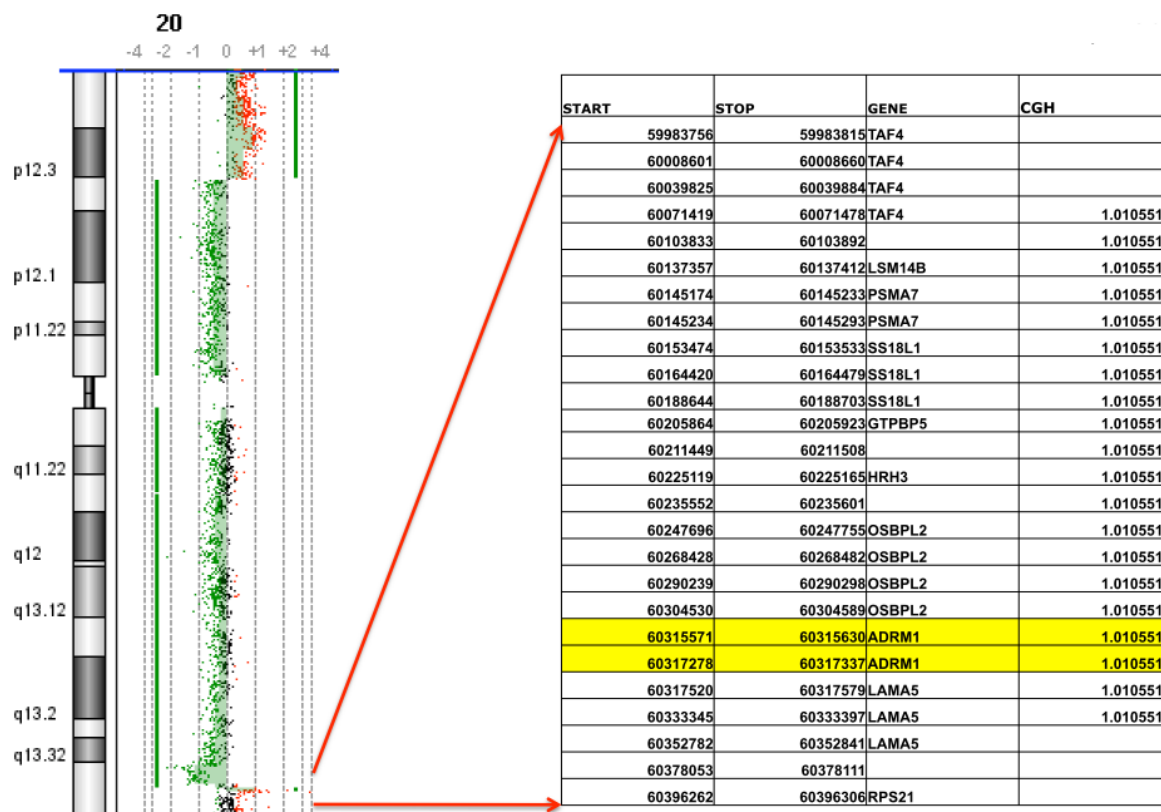 20
-4 -2 -1 0 +1 +2 +4
p12.3
p12.1
p11.22
q11.22
q12
q13.12
q13.2
q13.32
START STOP GENE CGH
59983756 59983815 TAF4
60008601 60008660 TAF4
60039825 60039884 TAF4
60071419 60071478 TAF4 1.010551
60103833 60103892 1.010551
60137357 60137412 LSM14B 1.010551
60145174 60145233 PSMA7 1.010551
60145234 60145293 PSMA7 1.010551
60153474 60153533 SS18L1 1.010551
60164420 60164479 SS18L1 1.010551
60188644 60188703 SS18L1 1.010551
60205864 60205923 GTPBP5 1.010551
60211449 60211508 1.010551
60225119 60225165 HRH3 1.010551
60235552 60235601 1.010551
60247696 60247755 OSBPL2 1.010551
60268428 60268482 OSBPL2 1.010551
60290239 60290298 OSBPL2 1.010551
60304530 60304589 OSBPL2 1.010551
60315571 60315630 ADRM1 1.010551
60317278 60317337 ADRM1 1.010551
60317520 60317579 LAMA5 1.010551
60333345 60333397 LAMA5 1.010551
60352782 60352841 LAMA5
60378053 60378111
60396262 60396306 RPS21